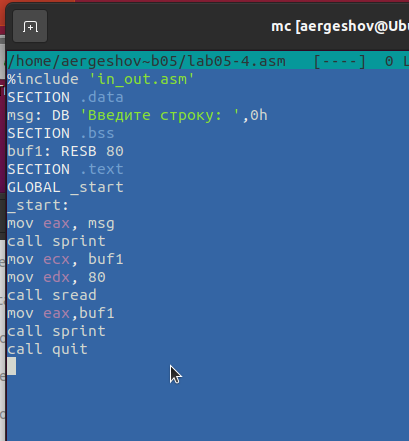 mc [aergeshov@Ubu
/home/aergeshov~b05/lab05-4.asm [----] 0 L
%include 'in_out.asm'
SECTION .data
msg: DB 'Введите строку: ',0h
SECTION .bss
buf1: RESB 80
SECTION .text
GLOBAL _start
_start:
mov eax, msg
call sprint
mov ecx, buf1
mov edx, 80
call sread
mov eax,buf1
call sprint
call quit